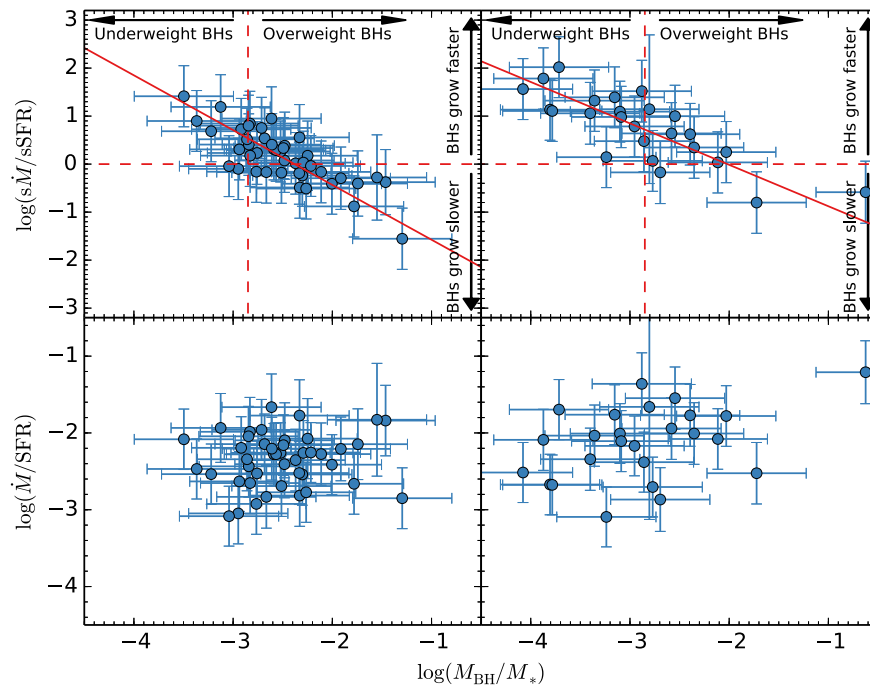 Underweight BHs Overweight BHs
Underweight BHs Overweight BHs
3
2
1
0
−1
−2
−3
log(sṀ/sSFR)
BHs grow faster
BHs grow slower
BHs grow faster
BHs grow slower
−1
−2
−3
−4
log(Ṁ/SFR)
−4 −3 −2 −1 −4 −3 −2 −1
log(M_BH/M_*)